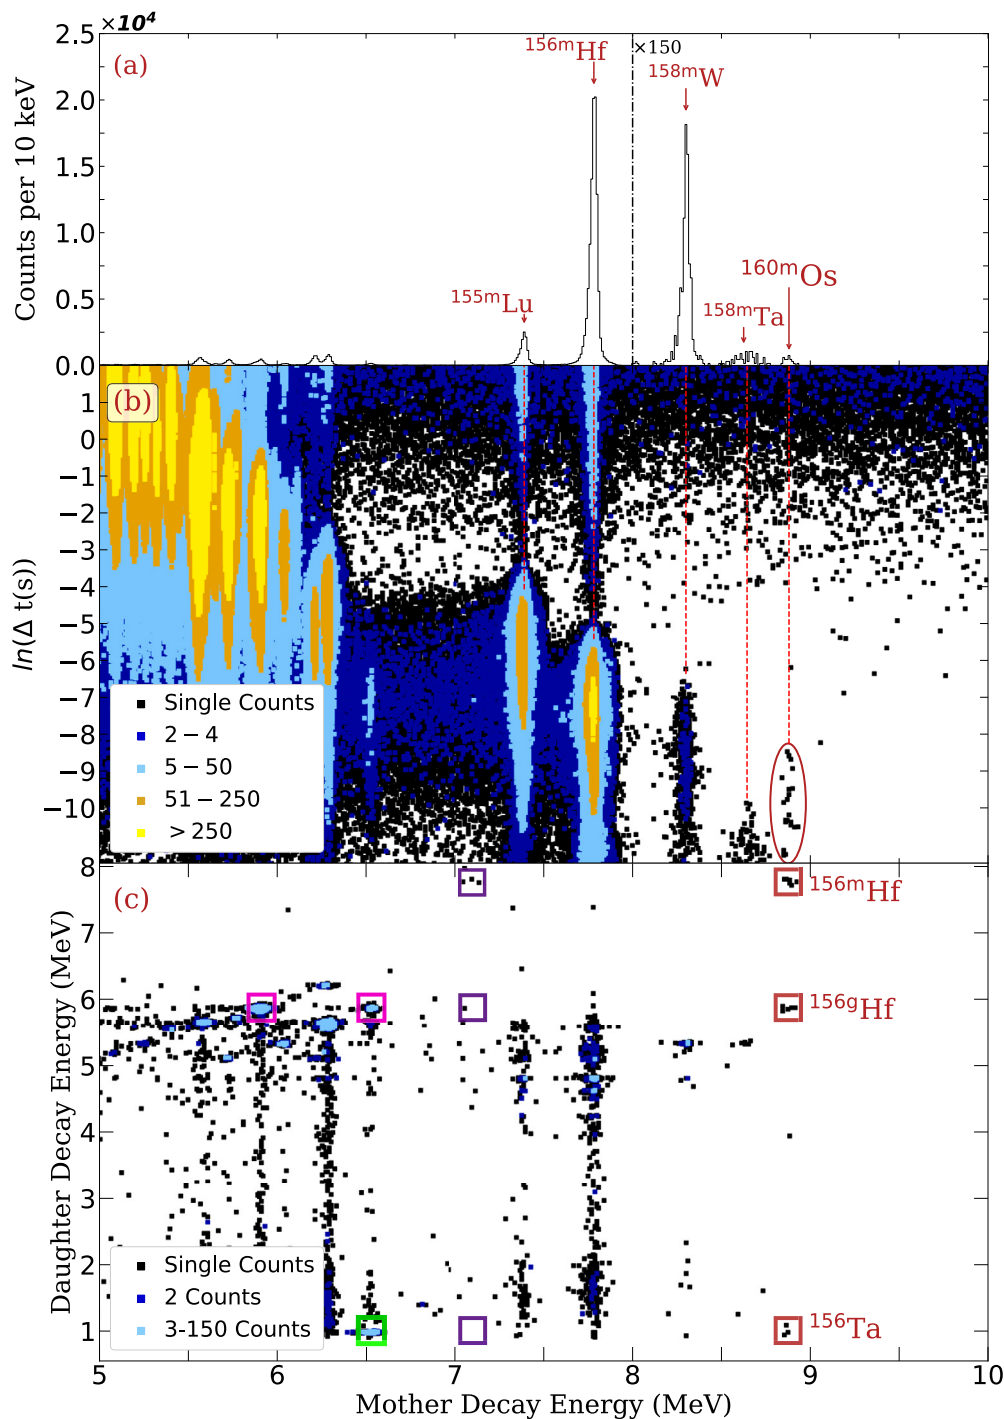 ×10⁴
2.5
(a)
¹⁵⁶ᵐHf
×150
¹⁵⁸ᵐW
2.0
1.5
1.0
0.5
0.0
Counts per 10 keV
¹⁵⁵ᵐLu
¹⁵⁸ᵐTa
¹⁶⁰ᵐOs
(b)
1
0
−1
−2
−3
−4
−5
−6
−7
−8
−9
−10
ln(Δ t(s))
Single Counts
2 − 4
5 − 50
51 − 250
> 250
(c)
8
7
6
5
4
3
2
1
Daughter Decay Energy (MeV)
¹⁵⁶ᵐHf
¹⁵⁶ᵍHf
¹⁵⁶Ta
Single Counts
2 Counts
3-150 Counts
5 6 7 8 9 10
Mother Decay Energy (MeV)